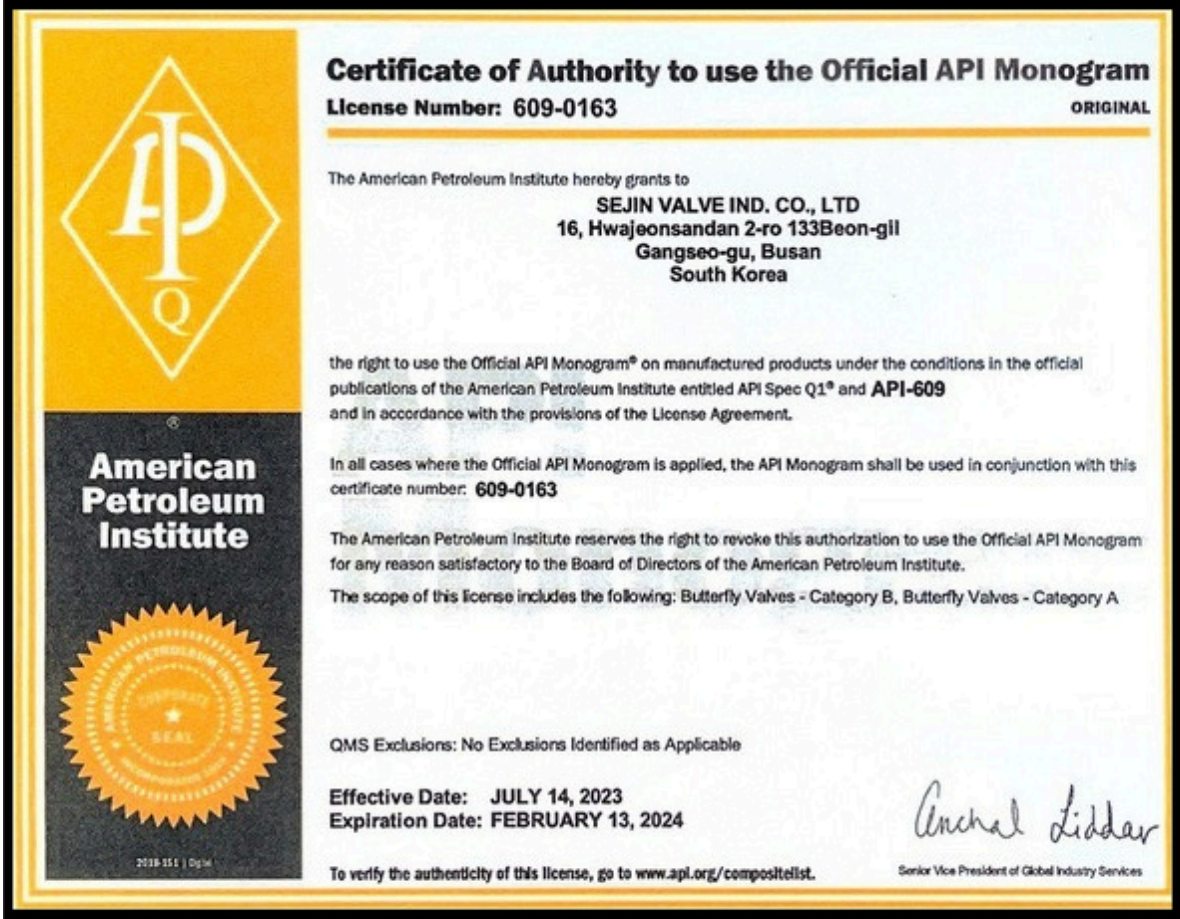 Certificate of Authority to use the Official API Monogram
License Number: 609-0163
ORIGINAL
The American Petroleum Institute hereby grants to
SEJIN VALVE IND. CO., LTD
16, Hwajeonsandan 2-ro 133Beon-gil
Gangseo-gu, Busan
South Korea
the right to use the Official API Monogram® on manufactured products under the conditions in the official
publications of the American Petroleum Institute entitled API Spec Q1® and API-609
and in accordance with the provisions of the License Agreement.
In all cases where the Official API Monogram is applied, the API Monogram shall be used in conjunction with this
certificate number: 609-0163
The American Petroleum Institute reserves the right to revoke this authorization to use the Official API Monogram
for any reason satisfactory to the Board of Directors of the American Petroleum Institute.
The scope of this license includes the following: Butterfly Valves - Category B, Butterfly Valves - Category A
QMS Exclusions: No Exclusions Identified as Applicable
Effective Date: JULY 14, 2023
Expiration Date: FEBRUARY 13, 2024
To verify the authenticity of this license, go to www.api.org/compositelist.
Anchal Liddar
Senior Vice President of Global Industry Services
API
Q
®
American
Petroleum
Institute
AMERICAN PETROLEUM INSTITUTE
CORPORATE
SEAL
2018-151 | Digital